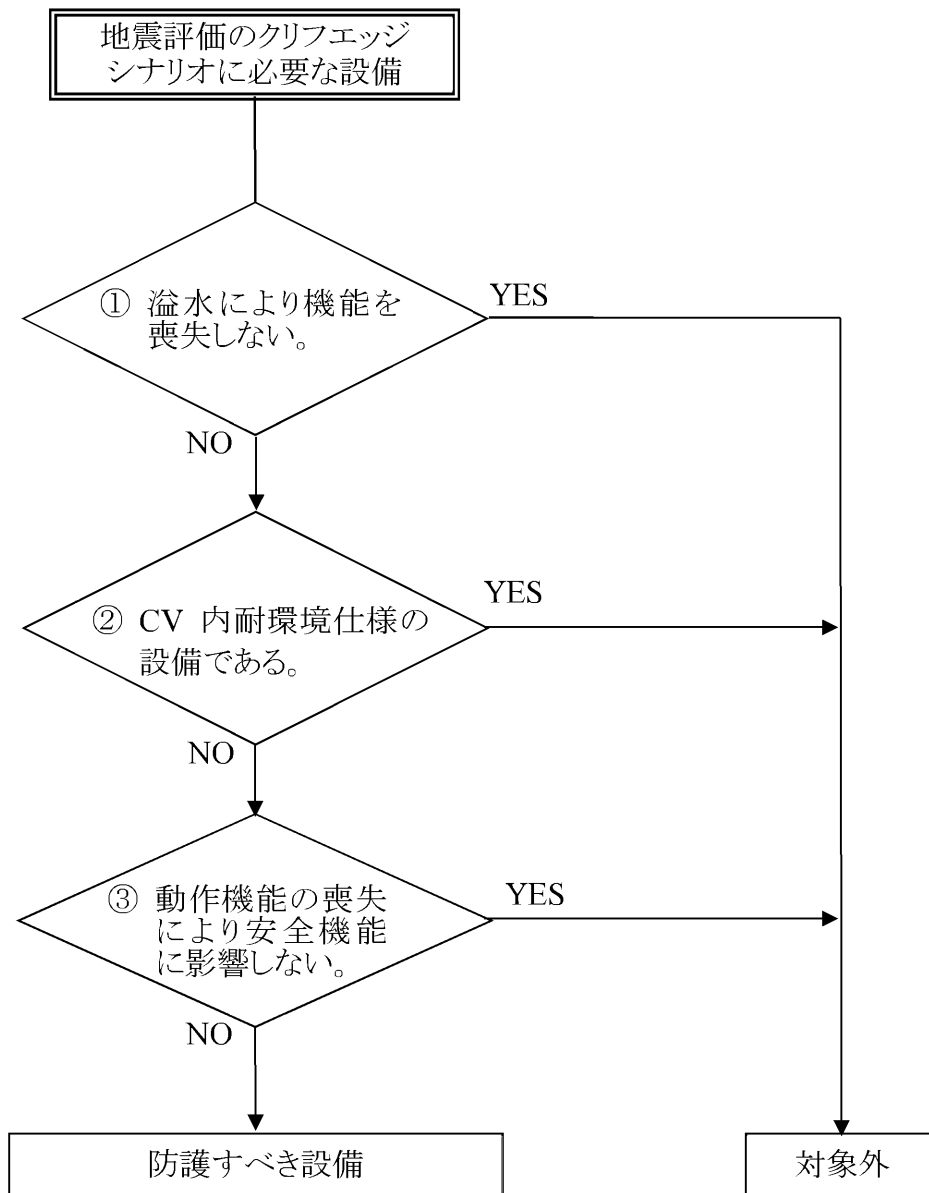 地震評価のクリフエッジ
シナリオに必要な設備
① 溢水により機能を
喪失しない。
YES
NO
② CV 内耐環境仕様の
設備である。
YES
NO
③ 動作機能の喪失
により安全機能
に影響しない。
YES
NO
防護すべき設備
対象外